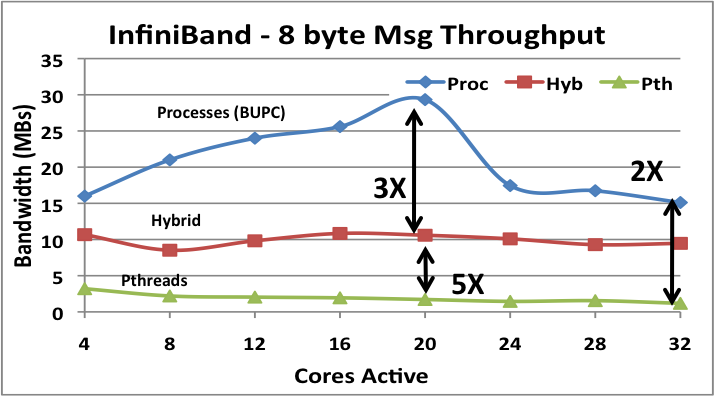 InfiniBand - 8 byte Msg Throughput
35
30
25
20
15
10
5
0
Bandwidth (MBs)
Proc Hyb Pth
Processes (BUPC)
Hybrid
Pthreads
3X
5X
2X
4 8 12 16 20 24 28 32
Cores Active